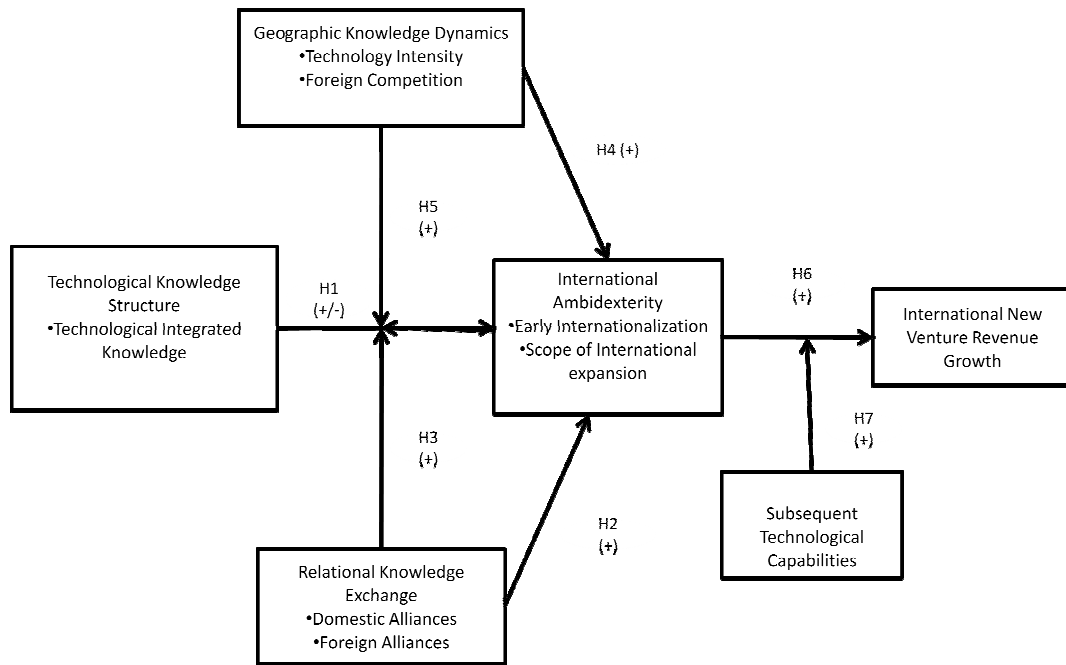 Geographic Knowledge Dynamics
•Technology Intensity
•Foreign Competition
H4 (+)
H5
(+)
Technological Knowledge
Structure
•Technological Integrated
Knowledge
H1
(+/-)
International
Ambidexterity
•Early Internationalization
•Scope of International
expansion
H6
(+)
International New
Venture Revenue
Growth
H3
(+)
H7
(+)
H2
(+)
Subsequent
Technological
Capabilities
Relational Knowledge
Exchange
•Domestic Alliances
•Foreign Alliances